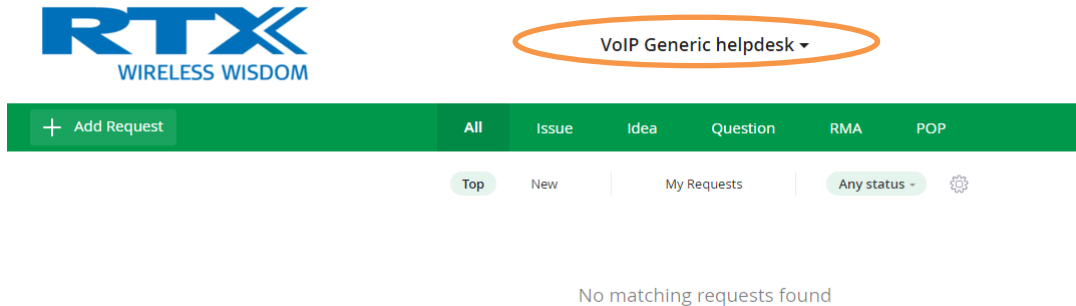 RTX
WIRELESS WISDOM
VoIP Generic helpdesk
Add Request
All Issue Idea Question RMA POP
Top New My Requests Any status
No matching requests found